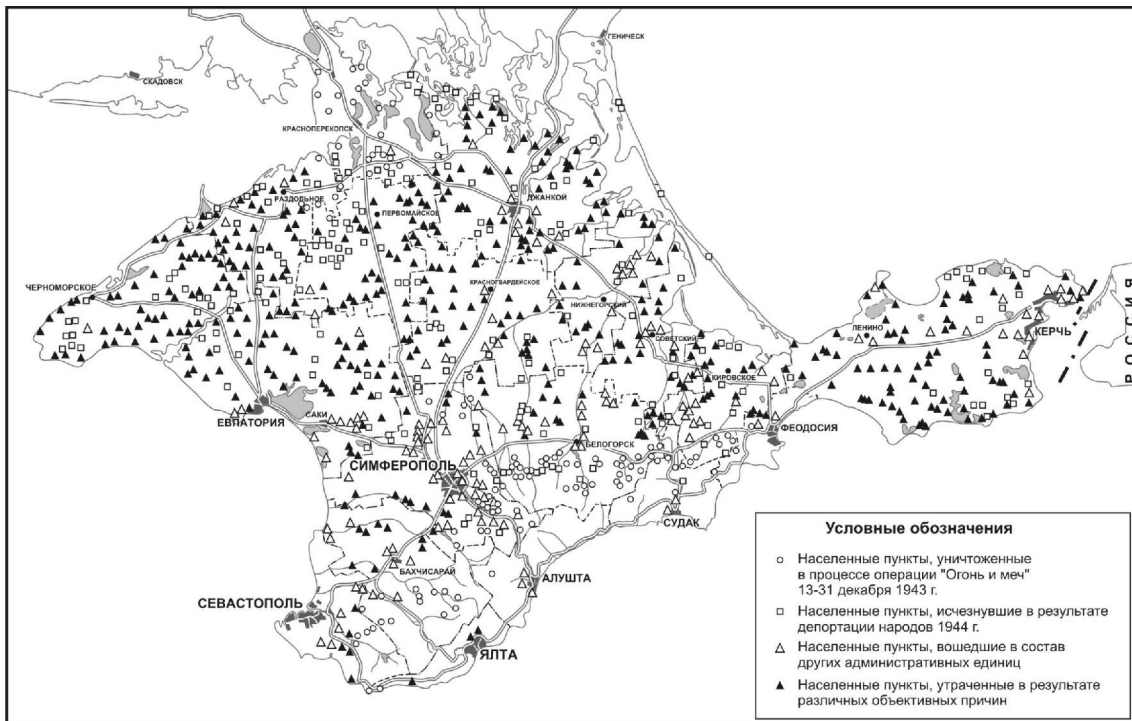 ГЕНИЧЕСК
СКАДОВСК
КРАСНОПЕРЕКОПСК
ДЖАНКОЙ
РАЗДОЛЬНОЕ
ПЕРВОМАЙСКОЕ
ЧЕРНОМОРСКОЕ
КРАСНОГВАРДЕЙСКОЕ
НИЖНЕГОРСКИЙ
РОССИЯ
ЛЕНИНО
КЕРЧЬ
СОВЕТСКИЙ
КИРОВСКОЕ
ЕВПАТОРИЯ
САКИ
ФЕОДОСИЯ
БЕЛОГОРСК
СИМФЕРОПОЛЬ
СУДАК
БАХЧИСАРАЙ
АЛУШТА
СЕВАСТОПОЛЬ
ЯЛТА
Условные обозначения
Населенные пункты, уничтоженные
в процессе операции "Огонь и меч"
13-31 декабря 1943 г.
Населенные пункты, исчезнувшие в результате
депортации народов 1944 г.
Населенные пункты, вошедшие в состав
других административных единиц
Населенные пункты, утраченные в результате
различных объективных причин